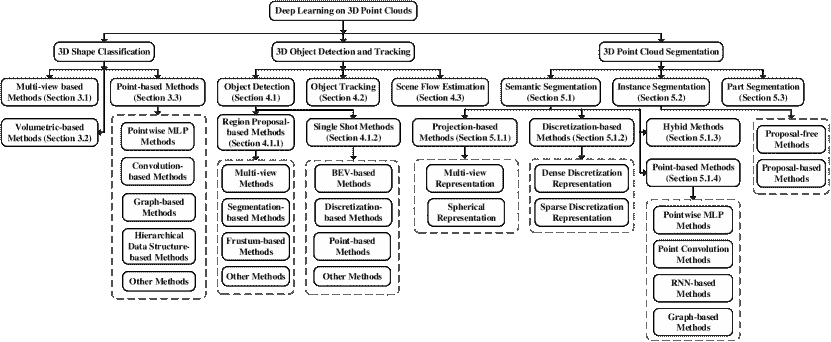 Deep Learning on 3D Point Clouds
3D Shape Classification
3D Object Detection and Tracking
3D Point Cloud Segmentation
Multi-view based
Methods (Section 3.1)
Point-based Methods
(Section 3.3)
Object Detection
(Section 4.1)
Object Tracking
(Section 4.2)
Scene Flow Estimation
(Section 4.3)
Semantic Segmentation
(Section 5.1)
Instance Segmentation
(Section 5.2)
Part Segmentation
(Section 5.3)
Volumetric-based Methods
(Section 3.2)
Region Proposal-
based Methods
(Section 4.1.1)
Single Shot Methods
(Section 4.1.2)
Projection-based
Methods (Section 5.1.1)
Discretization-based
Methods (Section 5.1.2)
Hybid Methods
(Section 5.1.3)
Point-based Methods
(Section 5.1.4)
Proposal-free
Methods
Proposal-based
Methods
Pointwise MLP
Methods
Convolution-
based Methods
Graph-based
Methods
Hierarchical
Data Structure-
based Methods
Other Methods
Multi-view
Methods
Segmentation-
based Methods
Frustum-based
Methods
Other Methods
BEV-based
Methods
Discretization-
based Methods
Point-based
Methods
Other Methods
Multi-view
Representation
Spherical
Representation
Dense Discretization
Representation
Sparse Discretization
Representation
Pointwise MLP
Methods
Point Convolution
Methods
RNN-based
Methods
Graph-based
Methods